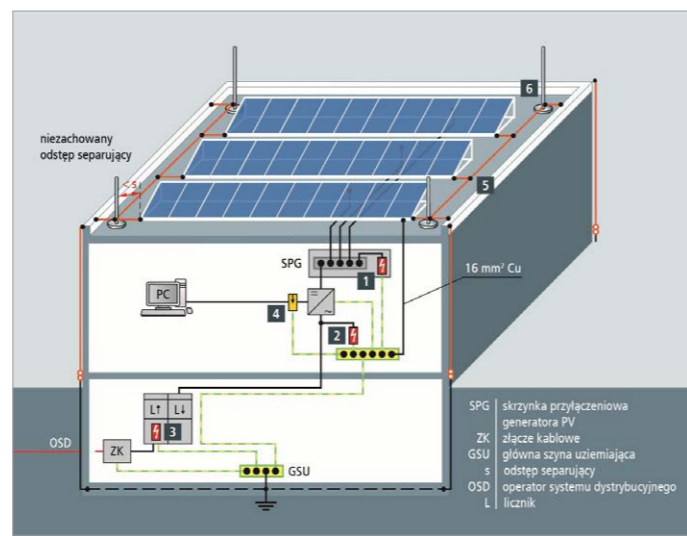 6
niezachowany
odstęp separujący
< s
5
SPG
1
16 mm² Cu
PC
4
2
L↑ L↓
3
OSD
ZK
GSU
SPG skrzynka przyłączeniowa
generatora PV
ZK złącze kablowe
GSU główna szyna uziemiająca
s odstęp separujący
OSD operator systemu dystrybucyjnego
L licznik